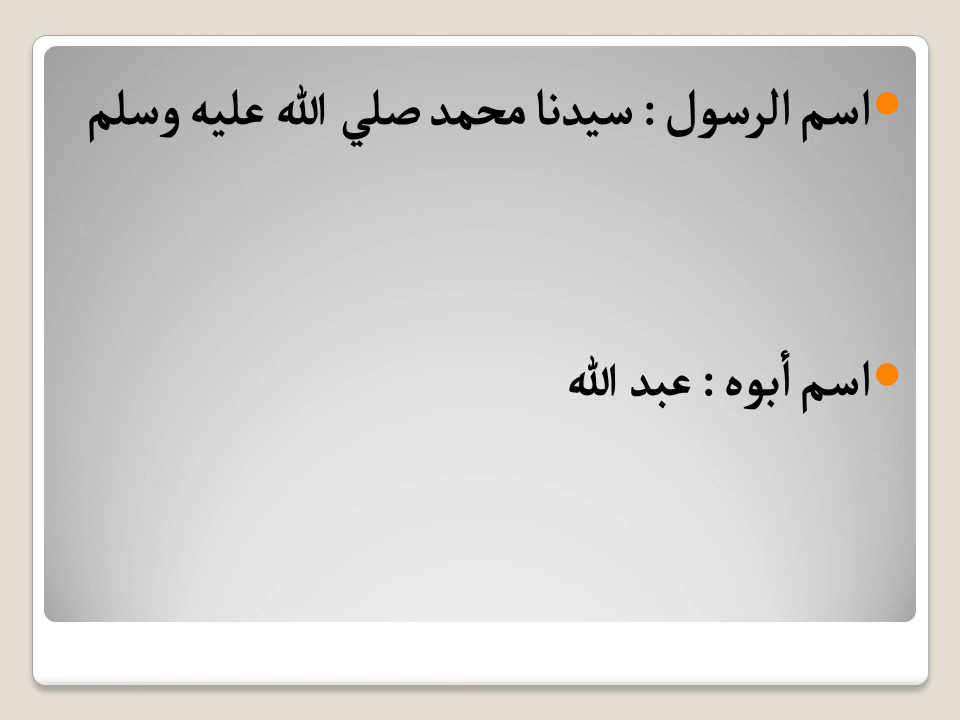 اسم الرسول : سيدنا محمد صلي الله عليه وسلم
اسم أبوه : عبد الله